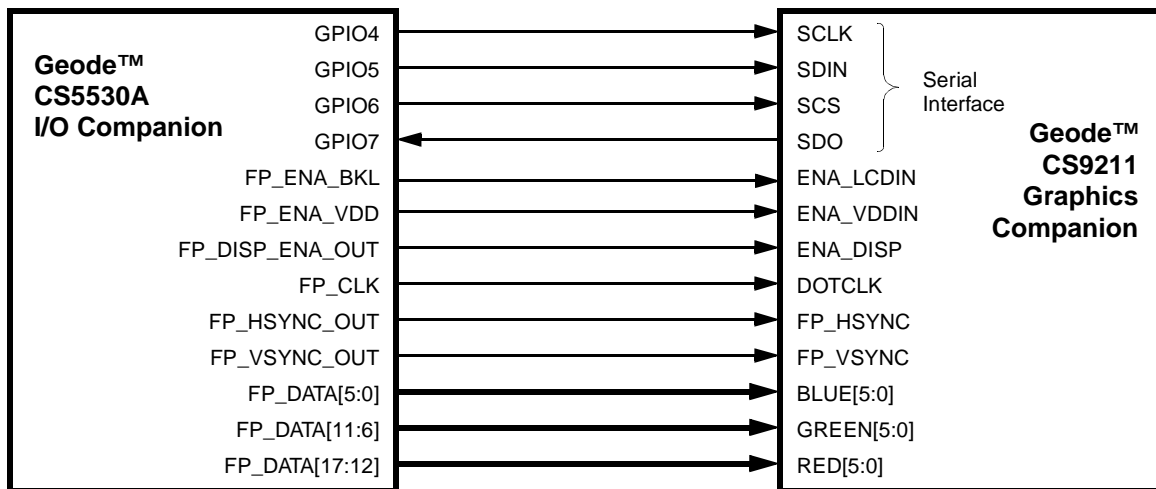 Geode™
CS5530A
I/O Companion
GPIO4
GPIO5
GPIO6
GPIO7
FP_ENA_BKL
FP_ENA_VDD
FP_DISP_ENA_OUT
FP_CLK
FP_HSYNC_OUT
FP_VSYNC_OUT
FP_DATA[5:0]
FP_DATA[11:6]
FP_DATA[17:12]
SCLK
SDIN
SCS
SDO
ENA_LCDIN
ENA_VDDIN
ENA_DISP
DOTCLK
FP_HSYNC
FP_VSYNC
BLUE[5:0]
GREEN[5:0]
RED[5:0]
Serial
Interface
Geode™
CS9211
Graphics
Companion